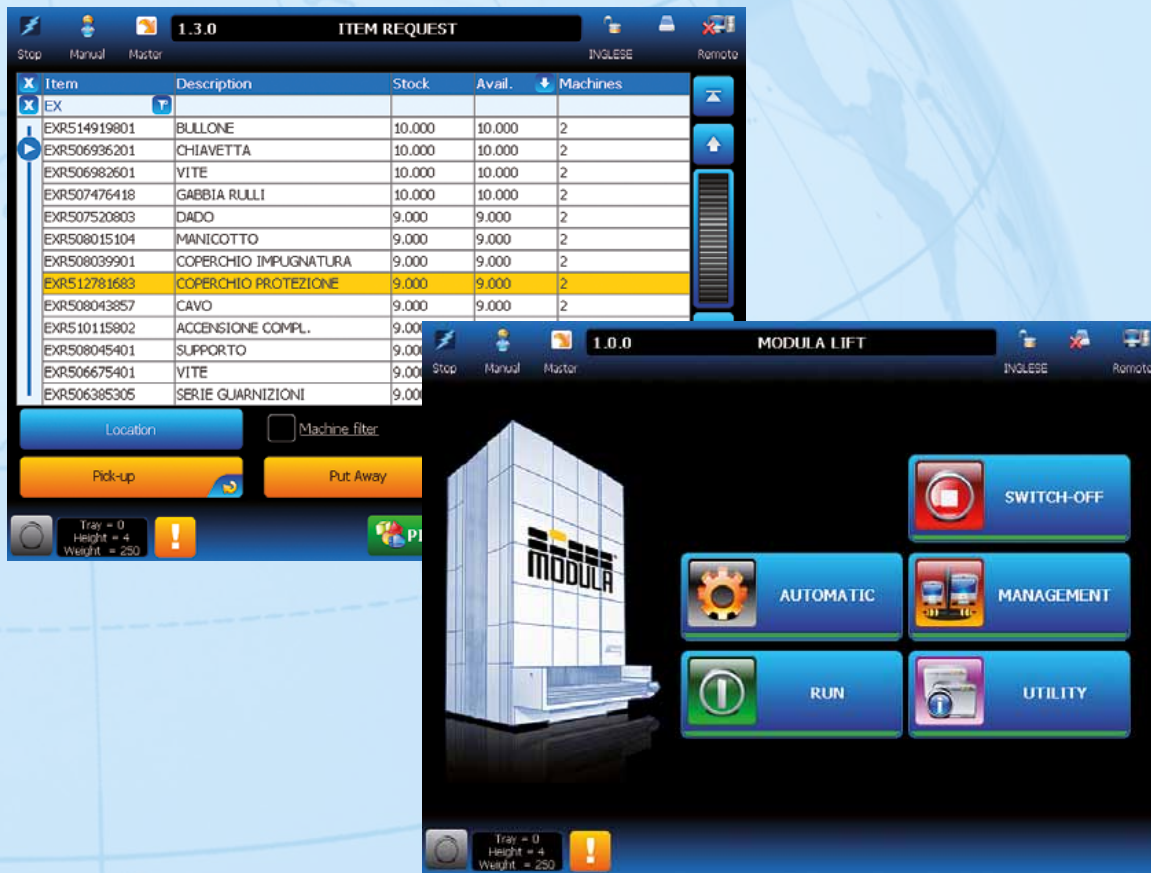 1.3.0 ITEM REQUEST
Stop Manual Master INGLESE Remote
X Item Description Stock Avail. Machines
X EX
EXR514919801 BULLONE 10.000 10.000 2
EXR506936201 CHIAVETTA 10.000 10.000 2
EXR506982601 VITE 10.000 10.000 2
EXR507476418 GABBIA RULLI 10.000 10.000 2
EXR507520803 DADO 9.000 9.000 2
EXR508015104 MANICOTTO 9.000 9.000 2
EXR508039901 COPERCHIO IMPUGNATURA 9.000 9.000 2
EXR512781683 COPERCHIO PROTEZIONE 9.000 9.000 2
EXR508043857 CAVO 9.000 9.000 2
EXR510115802 ACCENSIONE COMPL.
EXR508045401 SUPPORTO
EXR506675401 VITE
EXR506385305 SERIE GUARNIZIONI
Location Machine filter
Pick-up Put Away
Tray = 0
Height = 4
Weight = 250
!
1.0.0 MODULA LIFT
Stop Manual Master INGLESE Remote
MODULA
SWITCH-OFF
AUTOMATIC MANAGEMENT
RUN UTILITY
Tray = 0
Height = 4
Weight = 250
!